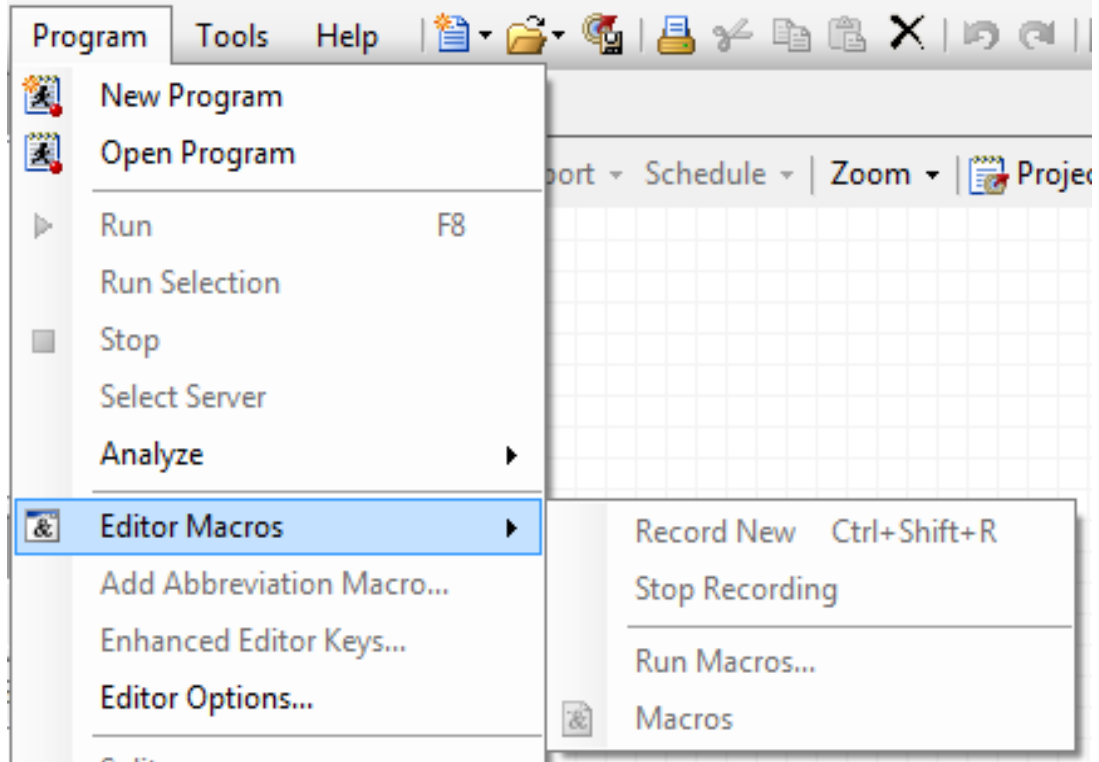 Program Tools Help
New Program
Open Program
Schedule Zoom
Run F8
Run Selection
Stop
Select Server
Analyze
Editor Macros
Record New Ctrl+Shift+R
Add Abbreviation Macro...
Stop Recording
Enhanced Editor Keys...
Run Macros...
Editor Options...
Macros